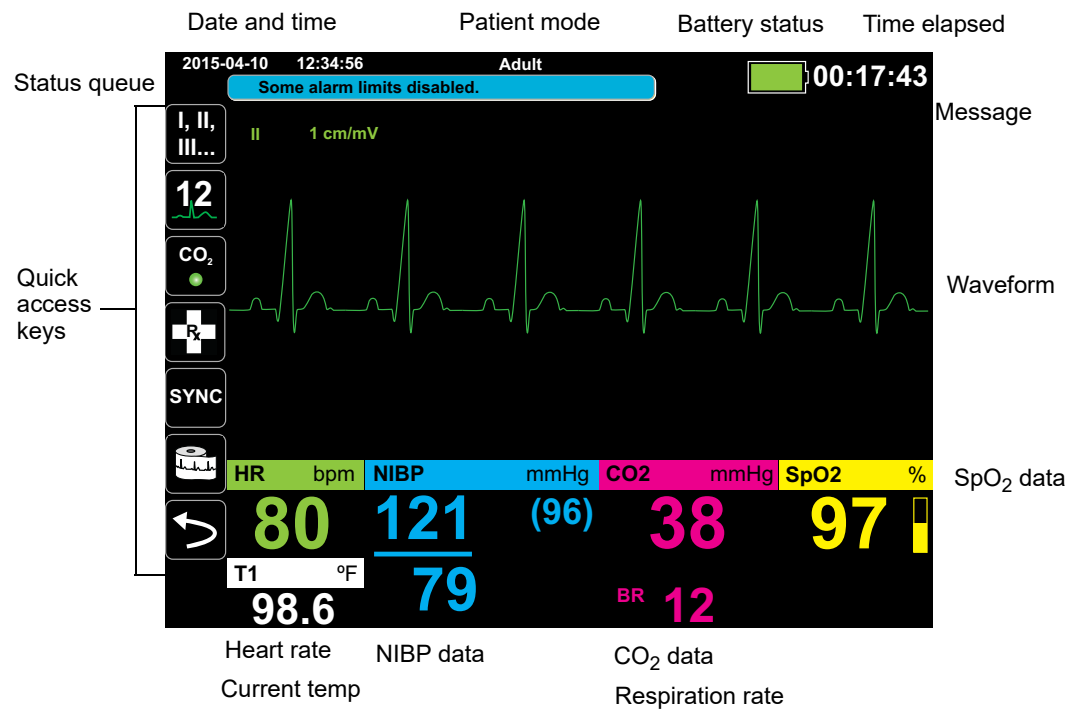 Date and time
Patient mode
Battery status
Time elapsed
Status queue
2015-04-10 12:34:56
Adult
00:17:43
Some alarm limits disabled.
Message
I, II,
III...
II 1 cm/mV
12
CO₂
Quick
access
keys
Waveform
Rx
SYNC
HR bpm
NIBP mmHg
CO2 mmHg
SpO2 %
SpO₂ data
80
121
(96)
38
97
T1 ºF
79
BR 12
98.6
Heart rate
NIBP data
CO₂ data
Current temp
Respiration rate